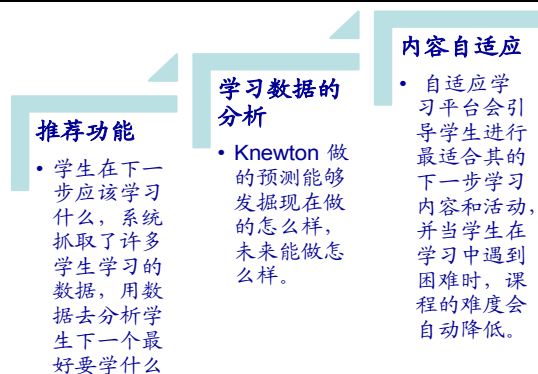 推荐功能
• 学生在下一
步应该学习
什么，系统
抓取了许多
学生学习的
数据，用数
据去分析学
生下一个最
好要学什么
学习数据的
分析
• Knewton 做
的预测能够
发掘现在做
的怎么样，
未来能做怎
么样。
内容自适应
• 自适应学
习平台会引
导学生进行
最适合其的
下一步学习
内容和活动，
并当学生在
学习中遇到
困难时，课
程的难度会
自动降低。